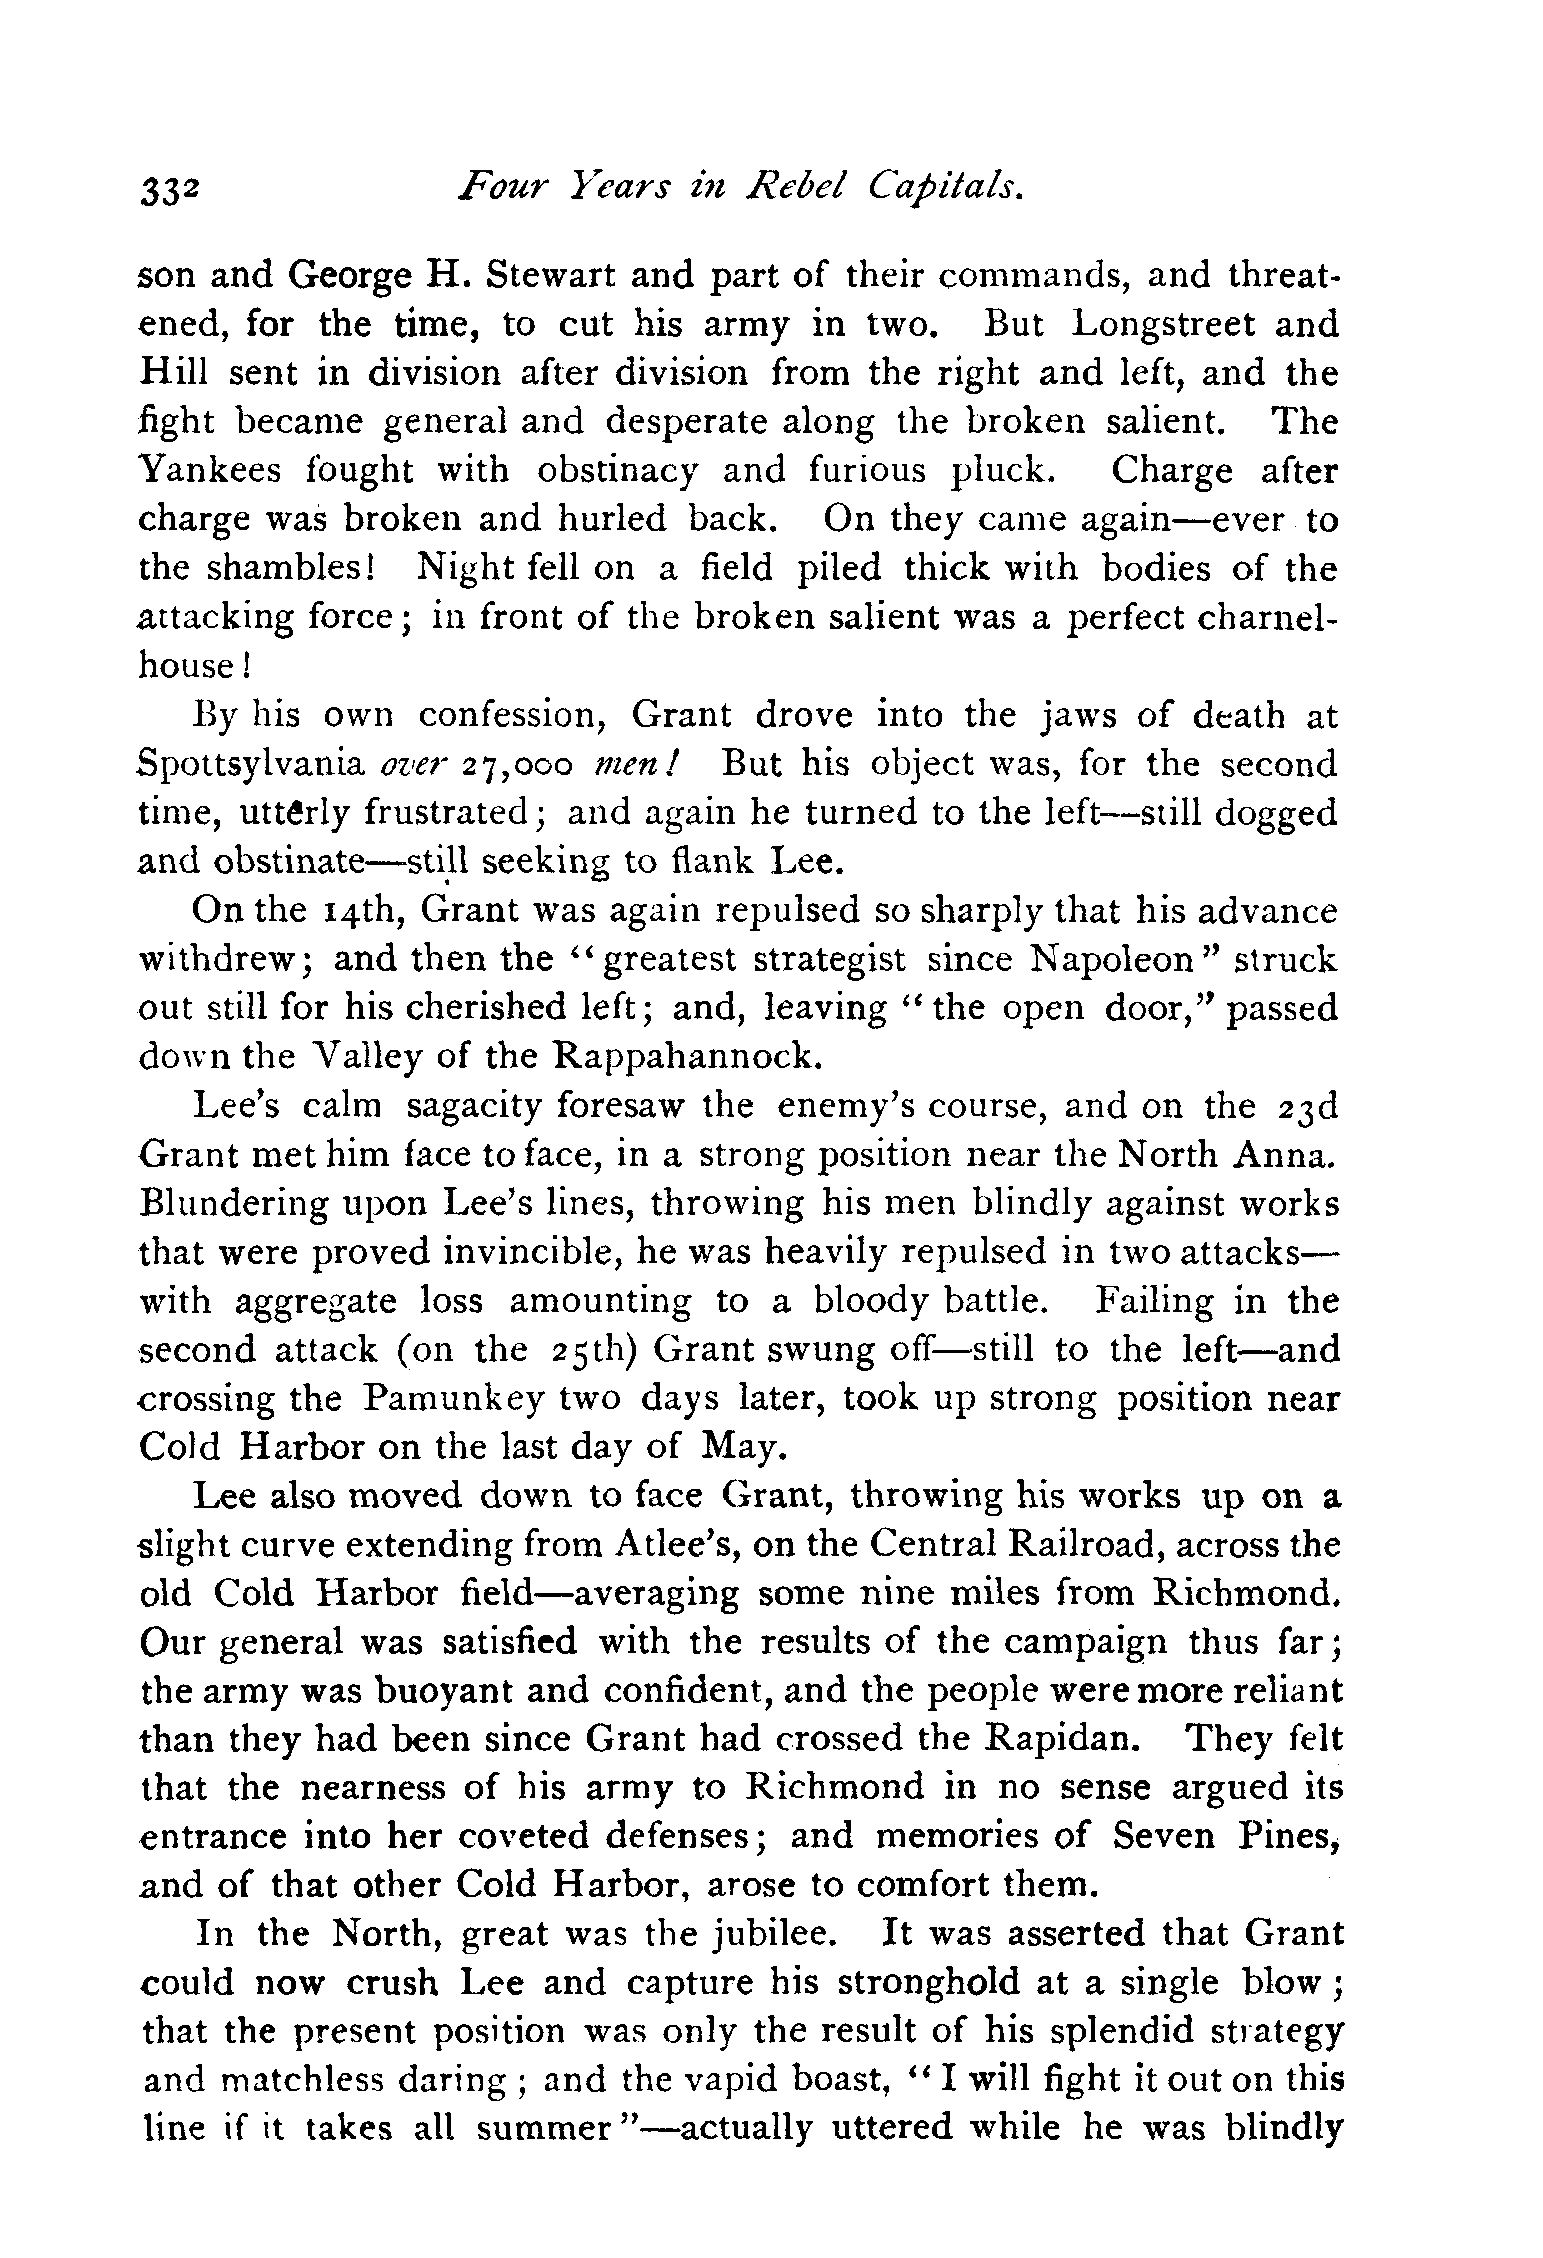 332 Four Years in Rebel Capitals.
son and George H. Stewart and part of their commands, and threat-
ened, for the time, to cut his army in two. But Longstreet and
Hill sent in division after division from the right and left, and the
fight became general and desperate along the broken salient. The
Yankees fought with obstinacy and furious pluck. Charge after
charge was broken and hurled back. On they came again—ever to
the shambles! Night fell on a field piled thick with bodies of the
attacking force; in front of the broken salient was a perfect charnel-
house!
By his own confession, Grant drove into the jaws of death at
Spottsylvania over 27,000 men! But his object was, for the second
time, utterly frustrated; and again he turned to the left—still dogged
and obstinate—still seeking to flank Lee.
On the 14th, Grant was again repulsed so sharply that his advance
withdrew; and then the "greatest strategist since Napoleon" struck
out still for his cherished left; and, leaving "the open door," passed
down the Valley of the Rappahannock.
Lee's calm sagacity foresaw the enemy's course, and on the 23d
Grant met him face to face, in a strong position near the North Anna.
Blundering upon Lee's lines, throwing his men blindly against works
that were proved invincible, he was heavily repulsed in two attacks—
with aggregate loss amounting to a bloody battle. Failing in the
second attack (on the 25th) Grant swung off—still to the left—and
crossing the Pamunkey two days later, took up strong position near
Cold Harbor on the last day of May.
Lee also moved down to face Grant, throwing his works up on a
slight curve extending from Atlee's, on the Central Railroad, across the
old Cold Harbor field—averaging some nine miles from Richmond.
Our general was satisfied with the results of the campaign thus far;
the army was buoyant and confident, and the people were more reliant
than they had been since Grant had crossed the Rapidan. They felt
that the nearness of his army to Richmond in no sense argued its
entrance into her coveted defenses; and memories of Seven Pines,
and of that other Cold Harbor, arose to comfort them.
In the North, great was the jubilee. It was asserted that Grant
could now crush Lee and capture his stronghold at a single blow;
that the present position was only the result of his splendid strategy
and matchless daring; and the vapid boast, "I will fight it out on this
line if it takes all summer"—actually uttered while he was blindly